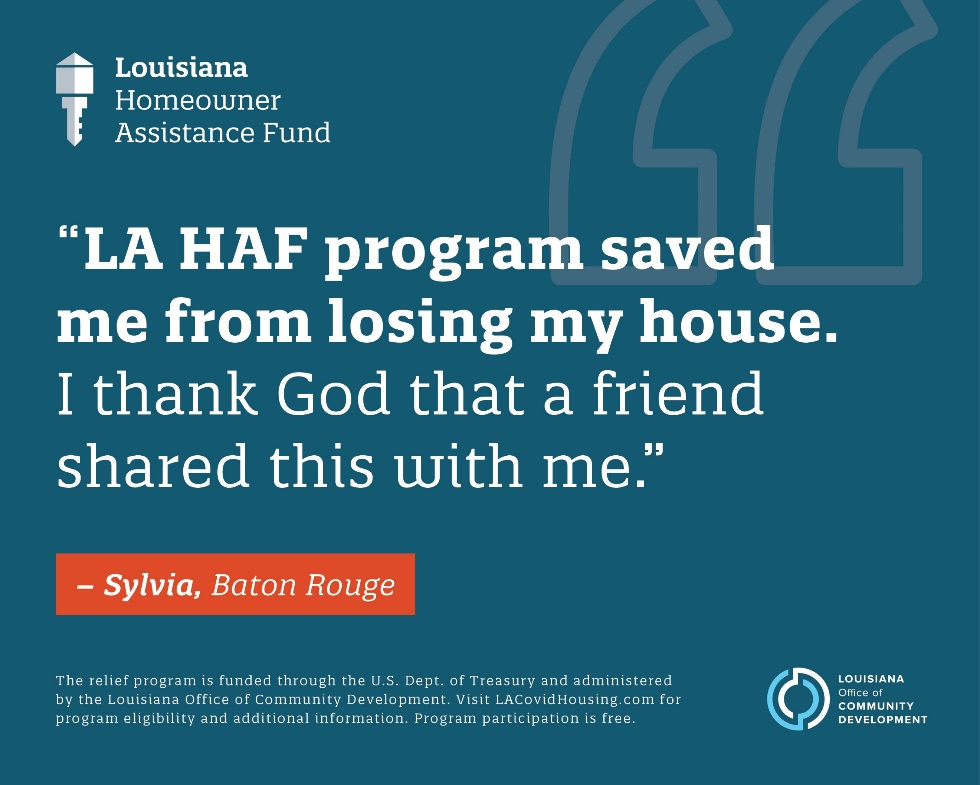 Louisiana
Homeowner
Assistance Fund
“LA HAF program saved
me from losing my house.
I thank God that a friend
shared this with me.”
– Sylvia, Baton Rouge
The relief program is funded through the U.S. Dept. of Treasury and administered
by the Louisiana Office of Community Development. Visit LACovidHousing.com for
program eligibility and additional information. Program participation is free.
LOUISIANA
Office of
COMMUNITY
DEVELOPMENT